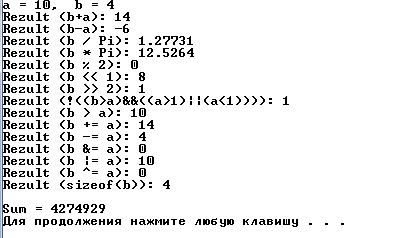 a = 10,  b = 4
Rezult (b+a): 14
Rezult (b-a): -6
Rezult (b / Pi): 1.27731
Rezult (b * Pi): 12.5264
Rezult (b % 2): 0
Rezult (b << 1): 8
Rezult (b >> 2): 1
Rezult (!((b>a)&&((a>1)¦¦(a<1)))): 1
Rezult (b > a): 10
Rezult (b += a): 14
Rezult (b -= a): 4
Rezult (b &= a): 0
Rezult (b ¦= a): 10
Rezult (b ^= a): 0
Rezult (sizeof(b)): 4
Sum = 4274929
Для продолжения нажмите любую клавишу . . .